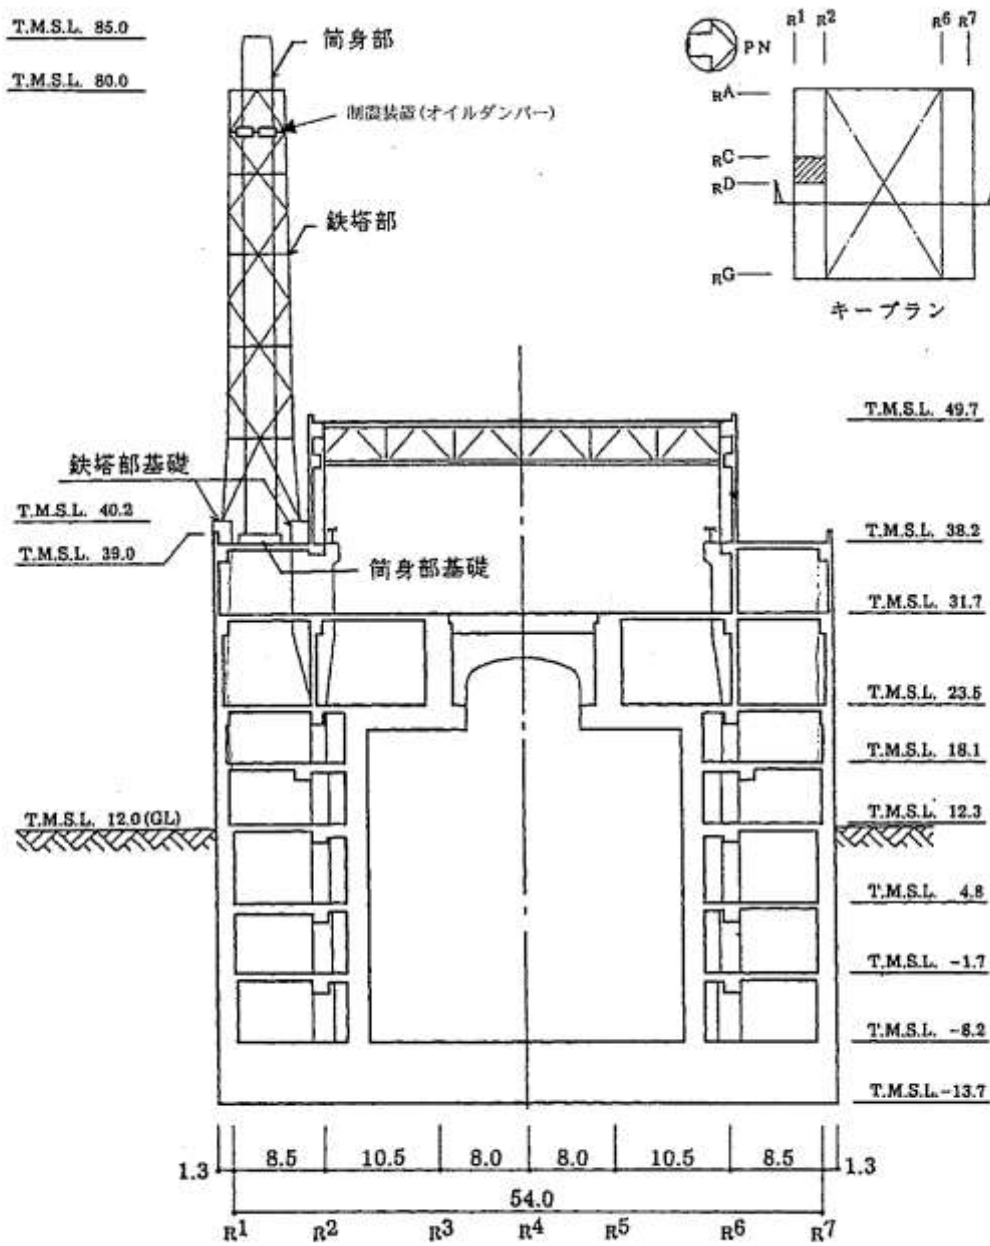 T.M.S.L. 85.0
筒身部
T.M.S.L. 80.0
制震装置(オイルダンパー)
鉄塔部
R1 R2 R6 R7
PN
RA
RC
RD
RG
キープラン
T.M.S.L. 49.7
鉄塔部基礎
T.M.S.L. 40.2
T.M.S.L. 39.0
筒身部基礎
T.M.S.L. 38.2
T.M.S.L. 31.7
T.M.S.L. 23.5
T.M.S.L. 18.1
T.M.S.L. 12.0(GL)
T.M.S.L. 12.3
T.M.S.L. 4.8
T.M.S.L. -1.7
T.M.S.L. -8.2
T.M.S.L.-13.7
1.3 8.5 10.5 8.0 8.0 10.5 8.5 1.3
54.0
R1 R2 R3 R4 R5 R6 R7